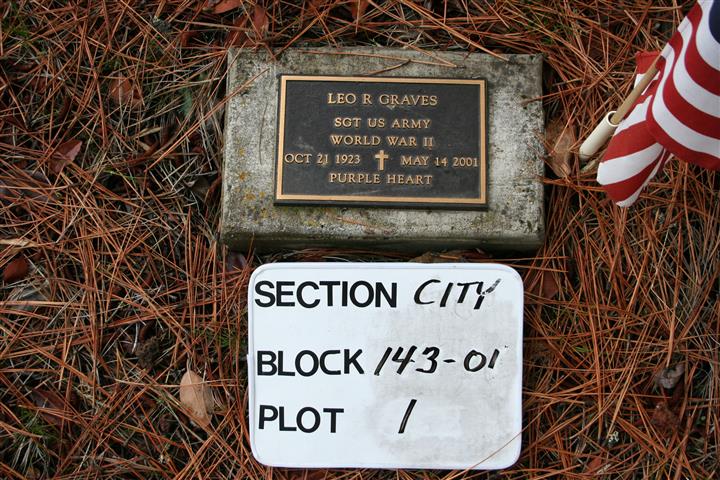 LEO R GRAVES
SGT US ARMY
WORLD WAR II
OCT 21 1923 MAY 14 2001
PURPLE HEART
SECTION CITY
BLOCK 143-01
PLOT 1